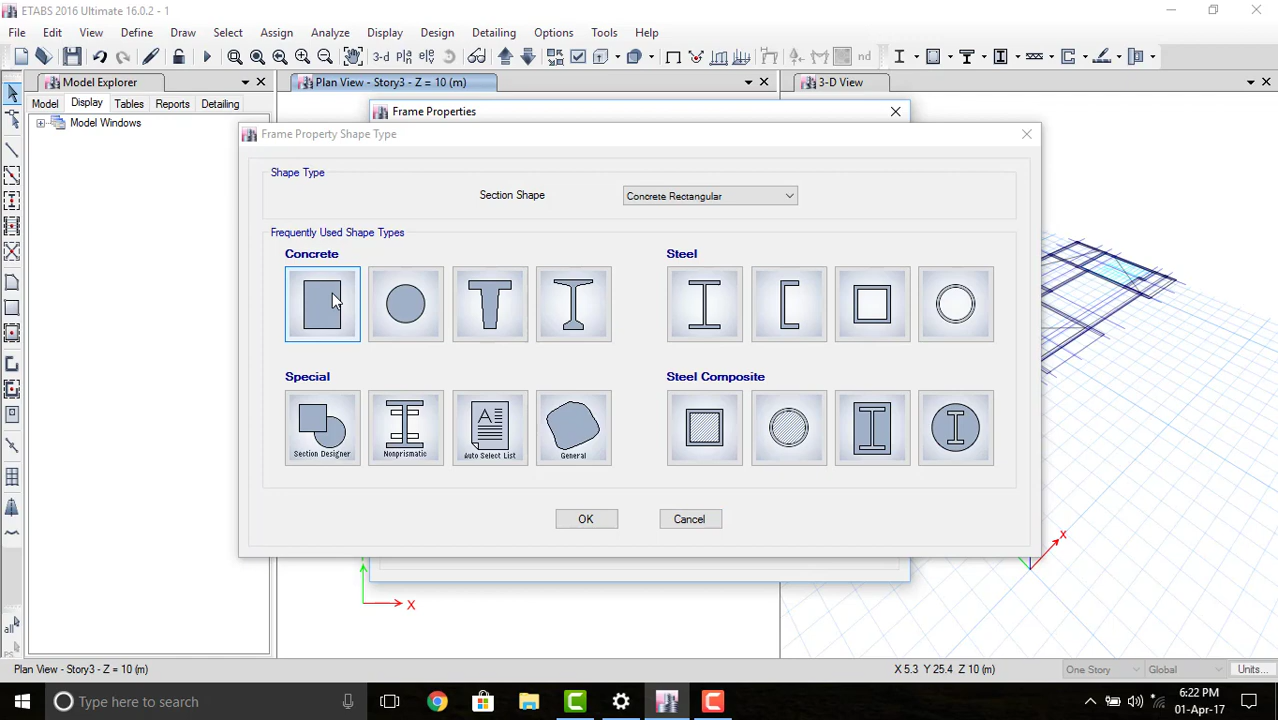 ETABS 2016 Ultimate 16.0.2 - 1
File Edit View Define Draw Select Assign Analyze Display Design Detailing Options Tools Help
3-d nd
Model Explorer
Plan View - Story3 - Z = 10 (m)
3-D View
Model Display Tables Reports Detailing
Model Windows
Frame Properties
Frame Property Shape Type
Shape Type
Section Shape Concrete Rectangular
Frequently Used Shape Types
Concrete Steel
Special Steel Composite
Section Designer Nonprismatic Auto Select List General
OK Cancel
X
X
all
Plan View - Story3 - Z = 10 (m) X 5.3 Y 25.4 Z 10 (m) One Story Global Units...
Type here to search
6:22 PM
01-Apr-17